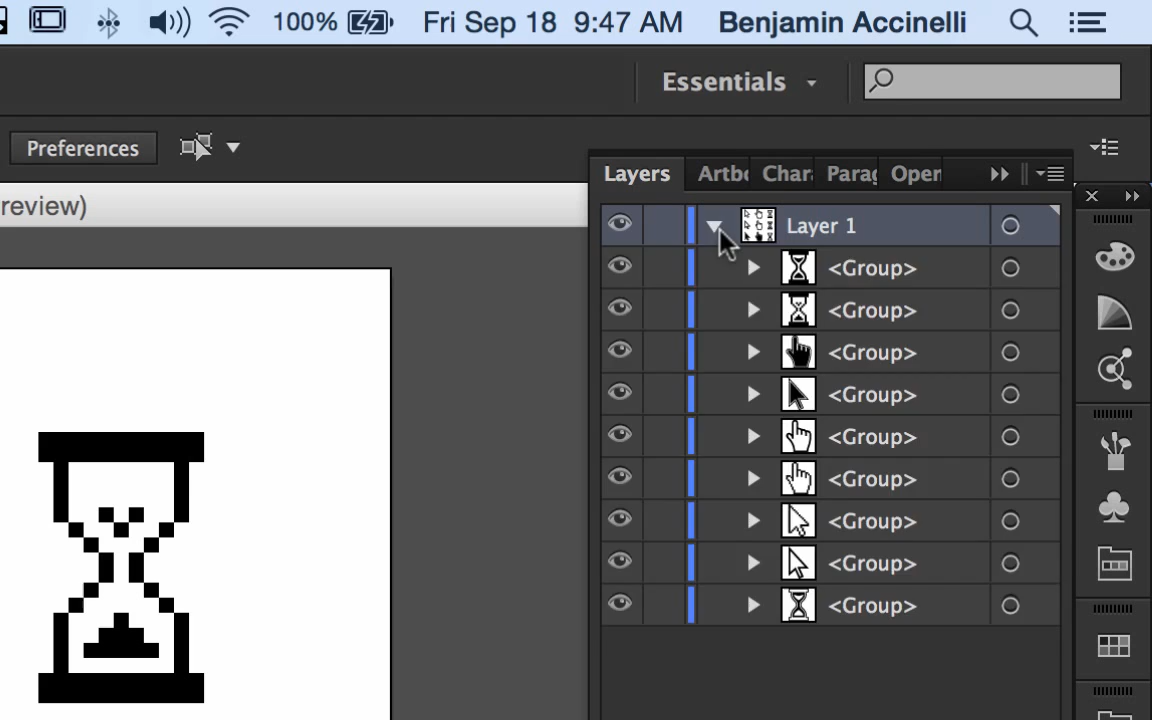 100% Fri Sep 18 9:47 AM Benjamin Accinelli
Essentials
Preferences
review)
Layers Artbo Char Parag Open
Layer 1
<Group>
<Group>
<Group>
<Group>
<Group>
<Group>
<Group>
<Group>
<Group>